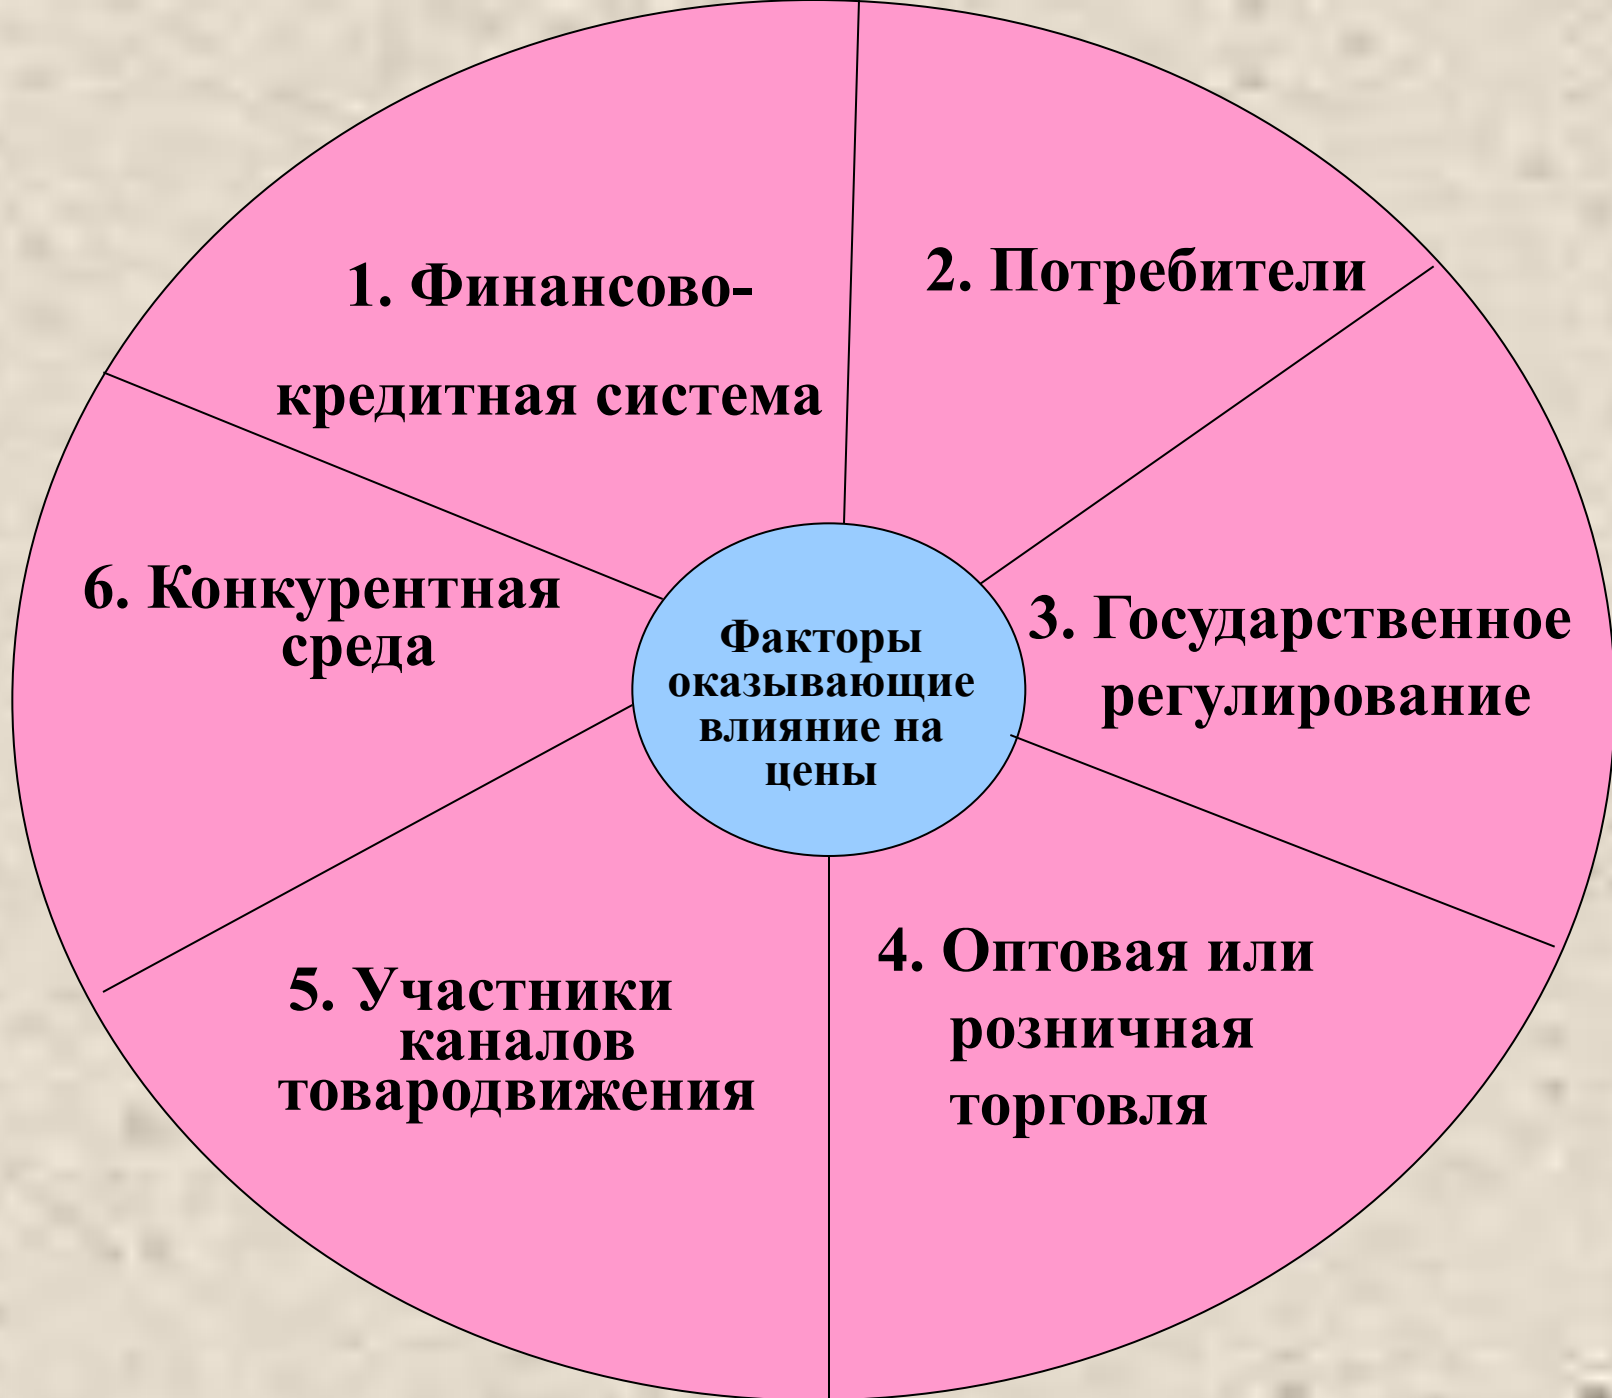 1. Финансово-
кредитная система
2. Потребители
3. Государственное
регулирование
4. Оптовая или
розничная
торговля
5. Участники
каналов
товародвижения
6. Конкурентная
среда
Факторы
оказывающие
влияние на
цены